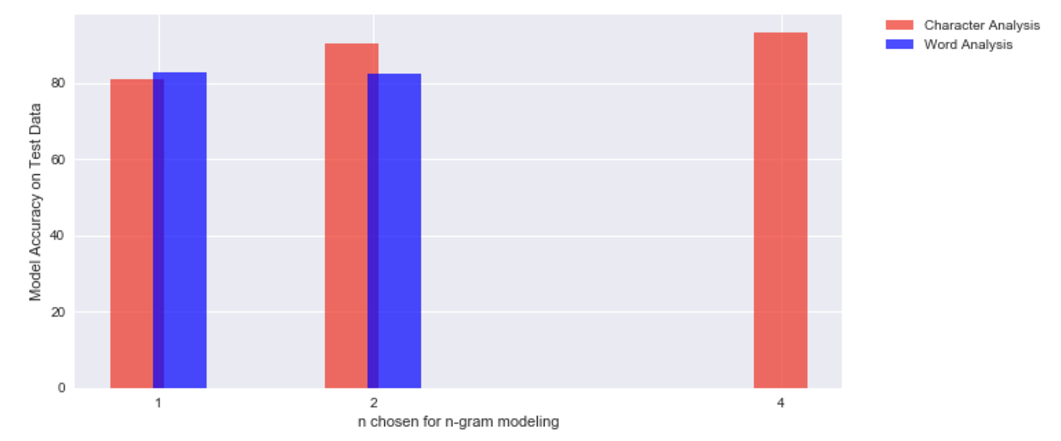 Character Analysis
Word Analysis
Model Accuracy on Test Data
80
60
40
20
0
1 2 4
n chosen for n-gram modeling